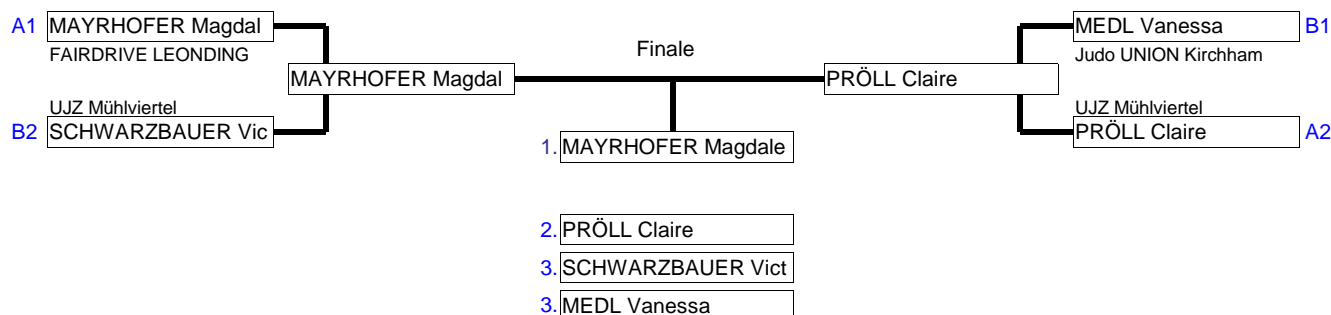 A1 MAYRHOFER Magdal
FAIRDRIVE LEONDING
MEDL Vanessa B1
Judo UNION Kirchham
Finale
MAYRHOFER Magdal
PRÖLL Claire
UJZ Mühlviertel
B2 SCHWARZBAUER Vic
UJZ Mühlviertel
PRÖLL Claire A2
1. MAYRHOFER Magdale
2. PRÖLL Claire
3. SCHWARZBAUER Vict
3. MEDL Vanessa